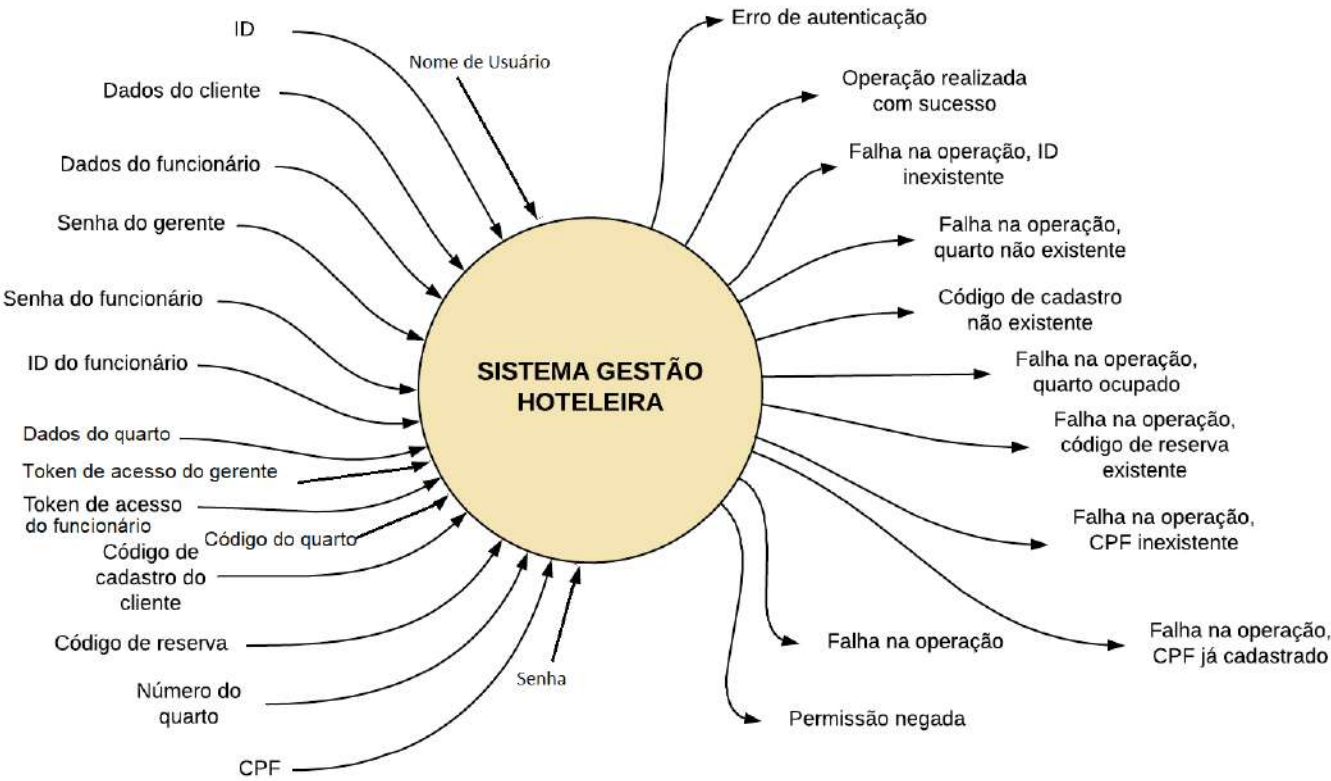 ID
Nome de Usuário
Dados do cliente
Dados do funcionário
Senha do gerente
Senha do funcionário
ID do funcionário
Dados do quarto
Token de acesso do gerente
Token de acesso
do funcionário
Código do quarto
Código de
cadastro do
cliente
Código de reserva
Número do
quarto
CPF
Senha
SISTEMA GESTÃO
HOTELEIRA
Erro de autenticação
Operação realizada
com sucesso
Falha na operação, ID
inexistente
Falha na operação,
quarto não existente
Código de cadastro
não existente
Falha na operação,
quarto ocupado
Falha na operação,
código de reserva
existente
Falha na operação,
CPF inexistente
Falha na operação,
CPF já cadastrado
Falha na operação
Permissão negada